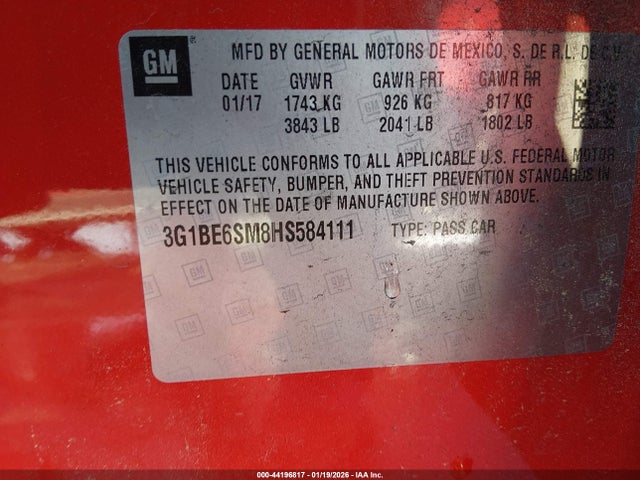 GM MFD BY GENERAL MOTORS DE MEXICO, S. DE R.L. DE C.V
DATE GVWR GAWR FRT GAWR RR
01/17 1743 KG 926 KG 817 KG
3843 LB 2041 LB 1802 LB
THIS VEHICLE CONFORMS TO ALL APPLICABLE U.S. FEDERAL MOTOR
VEHICLE SAFETY, BUMPER, AND THEFT PREVENTION STANDARDS IN
EFFECT ON THE DATE OF MANUFACTURE SHOWN ABOVE.
3G1BE6SM8HS584111 TYPE: PASS CAR
000-44196817 - 01/19/2026 - IAA Inc.